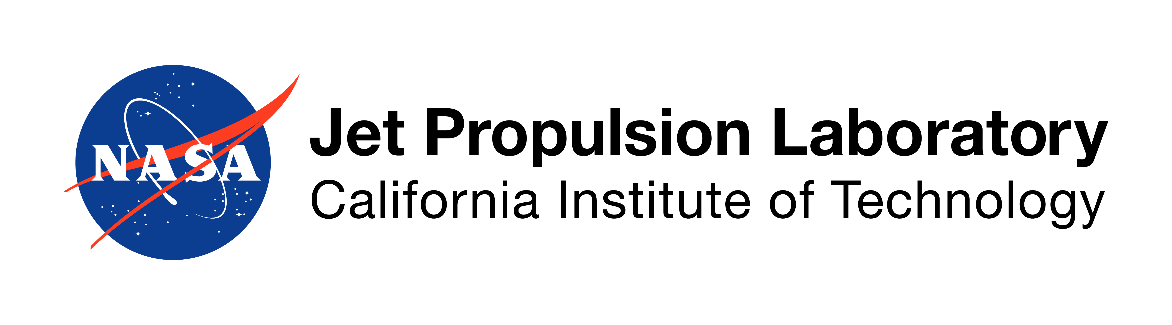 NASA
Jet Propulsion Laboratory
California Institute of Technology